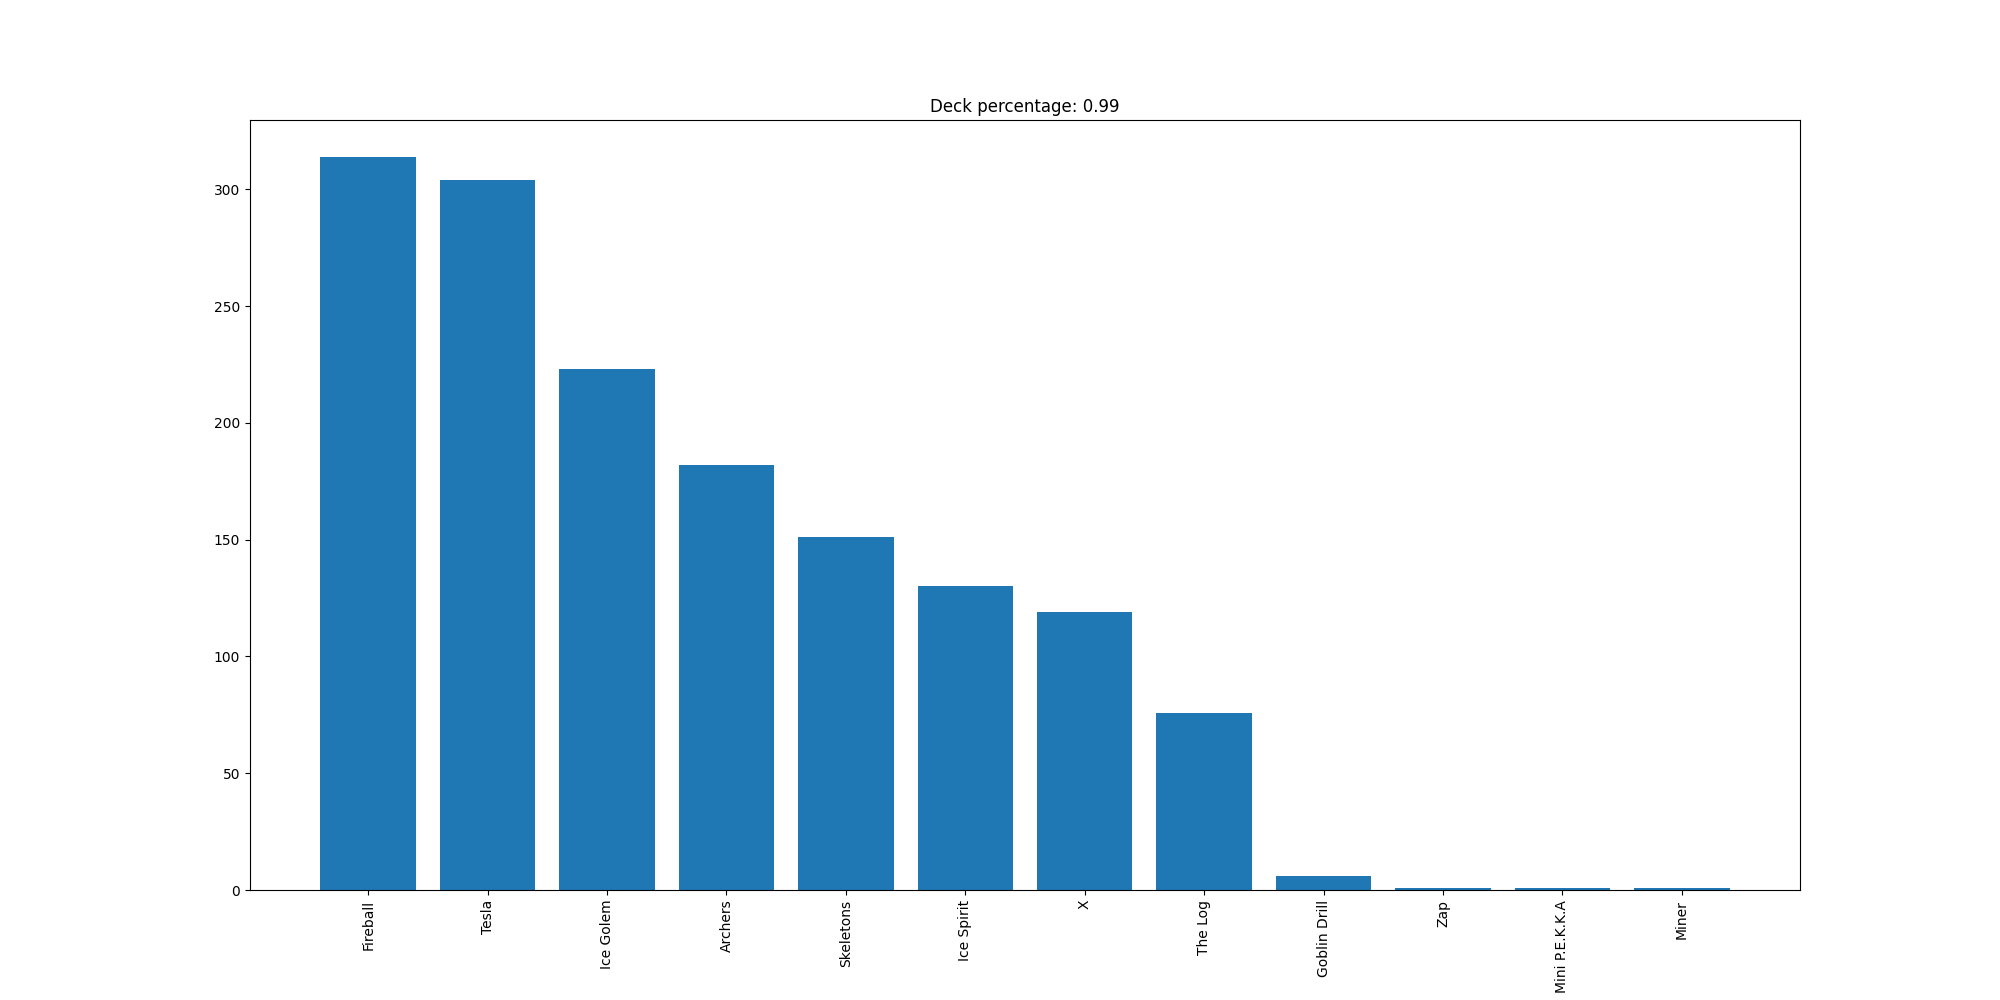 Deck percentage: 0.99
300
250
200
150
100
50
0
Fireball
Tesla
Ice Golem
Archers
Skeletons
Ice Spirit
X
The Log
Goblin Drill
Zap
Mini P.E.K.K.A
Miner